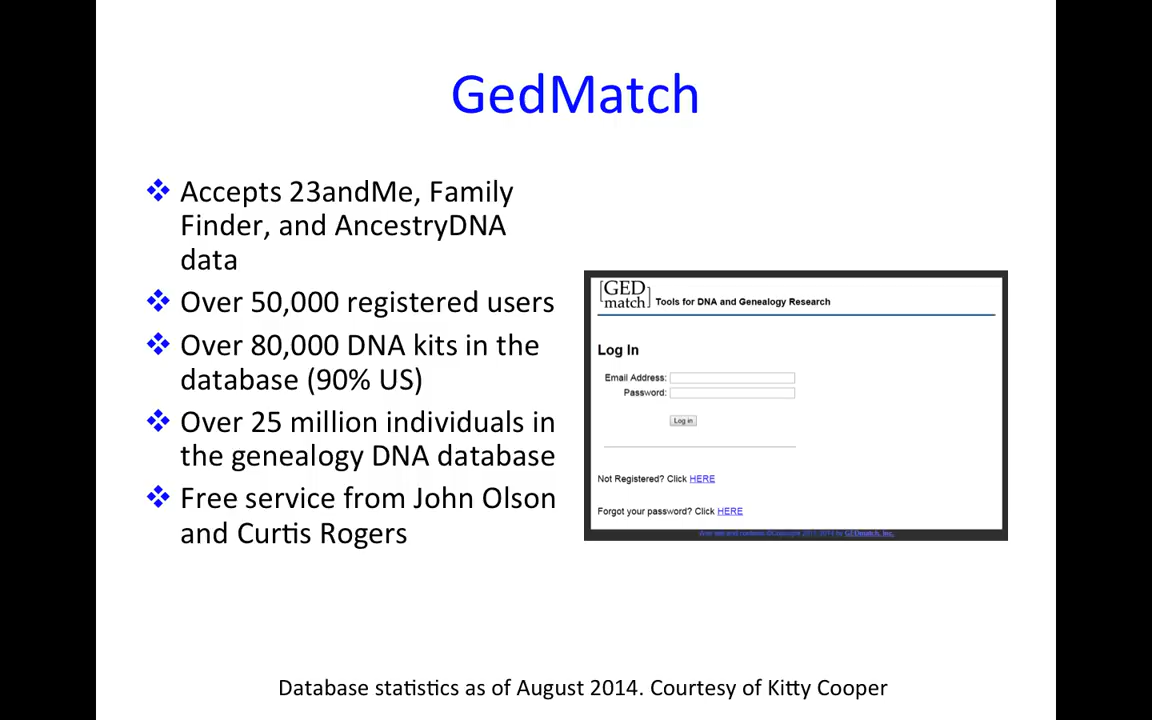 GedMatch
❖ Accepts 23andMe, Family
Finder, and AncestryDNA
data
❖ Over 50,000 registered users
❖ Over 80,000 DNA kits in the
database (90% US)
❖ Over 25 million individuals in
the genealogy DNA database
❖ Free service from John Olson
and Curtis Rogers
[GED
match]
Tools for DNA and Genealogy Research
Log In
Email Address:
Password:
Log in
Not Registered? Click HERE
Forgot your password? Click HERE
GEDmatch, Inc.
Database statistics as of August 2014. Courtesy of Kitty Cooper